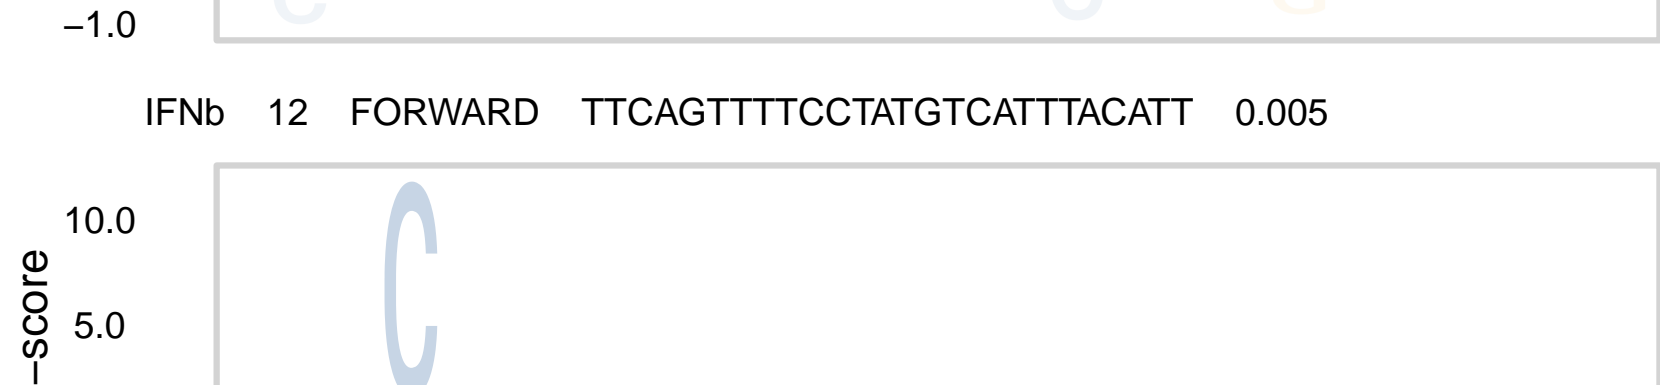 –1.0
IFNb 12 FORWARD TTCAGTTTTCCTATGTCATTTACATT 0.005
10.0
C
5.0
–score